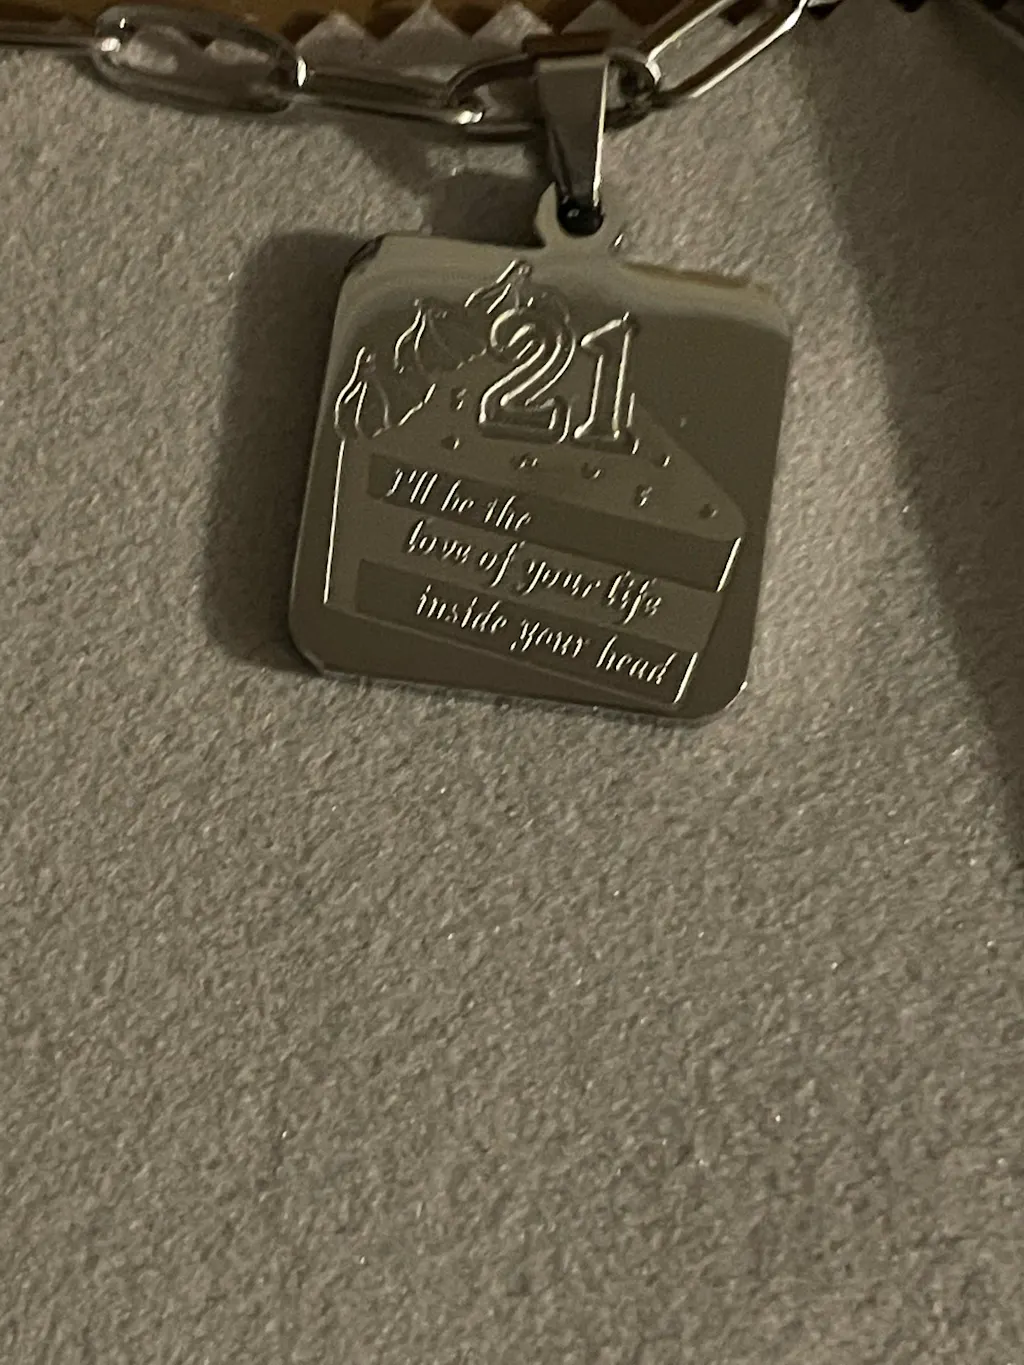 21
I'll be the
love of your life
inside your head